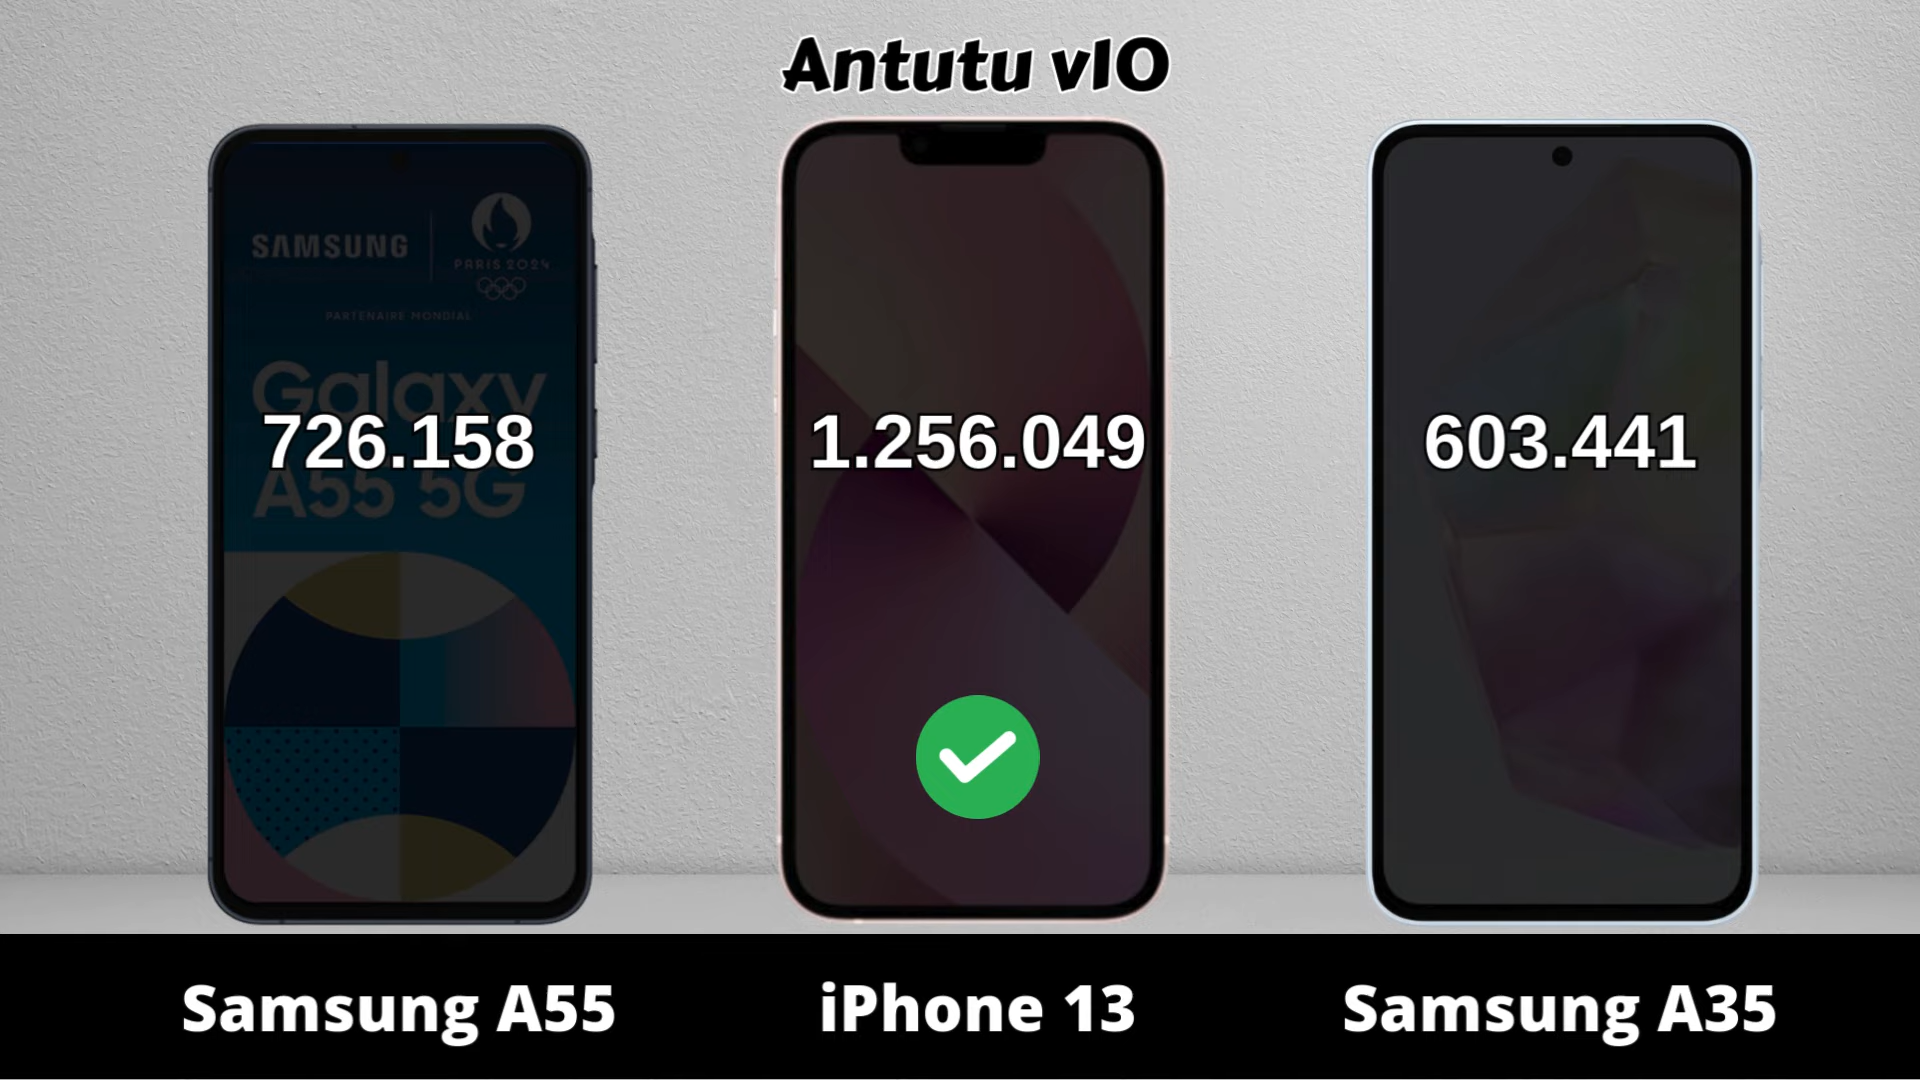 Antutu v10
SAMSUNG
PARIS 2024
PARTENAIRE MONDIAL
Galaxy
A55 5G
726.158
1.256.049
603.441
Samsung A55
iPhone 13
Samsung A35